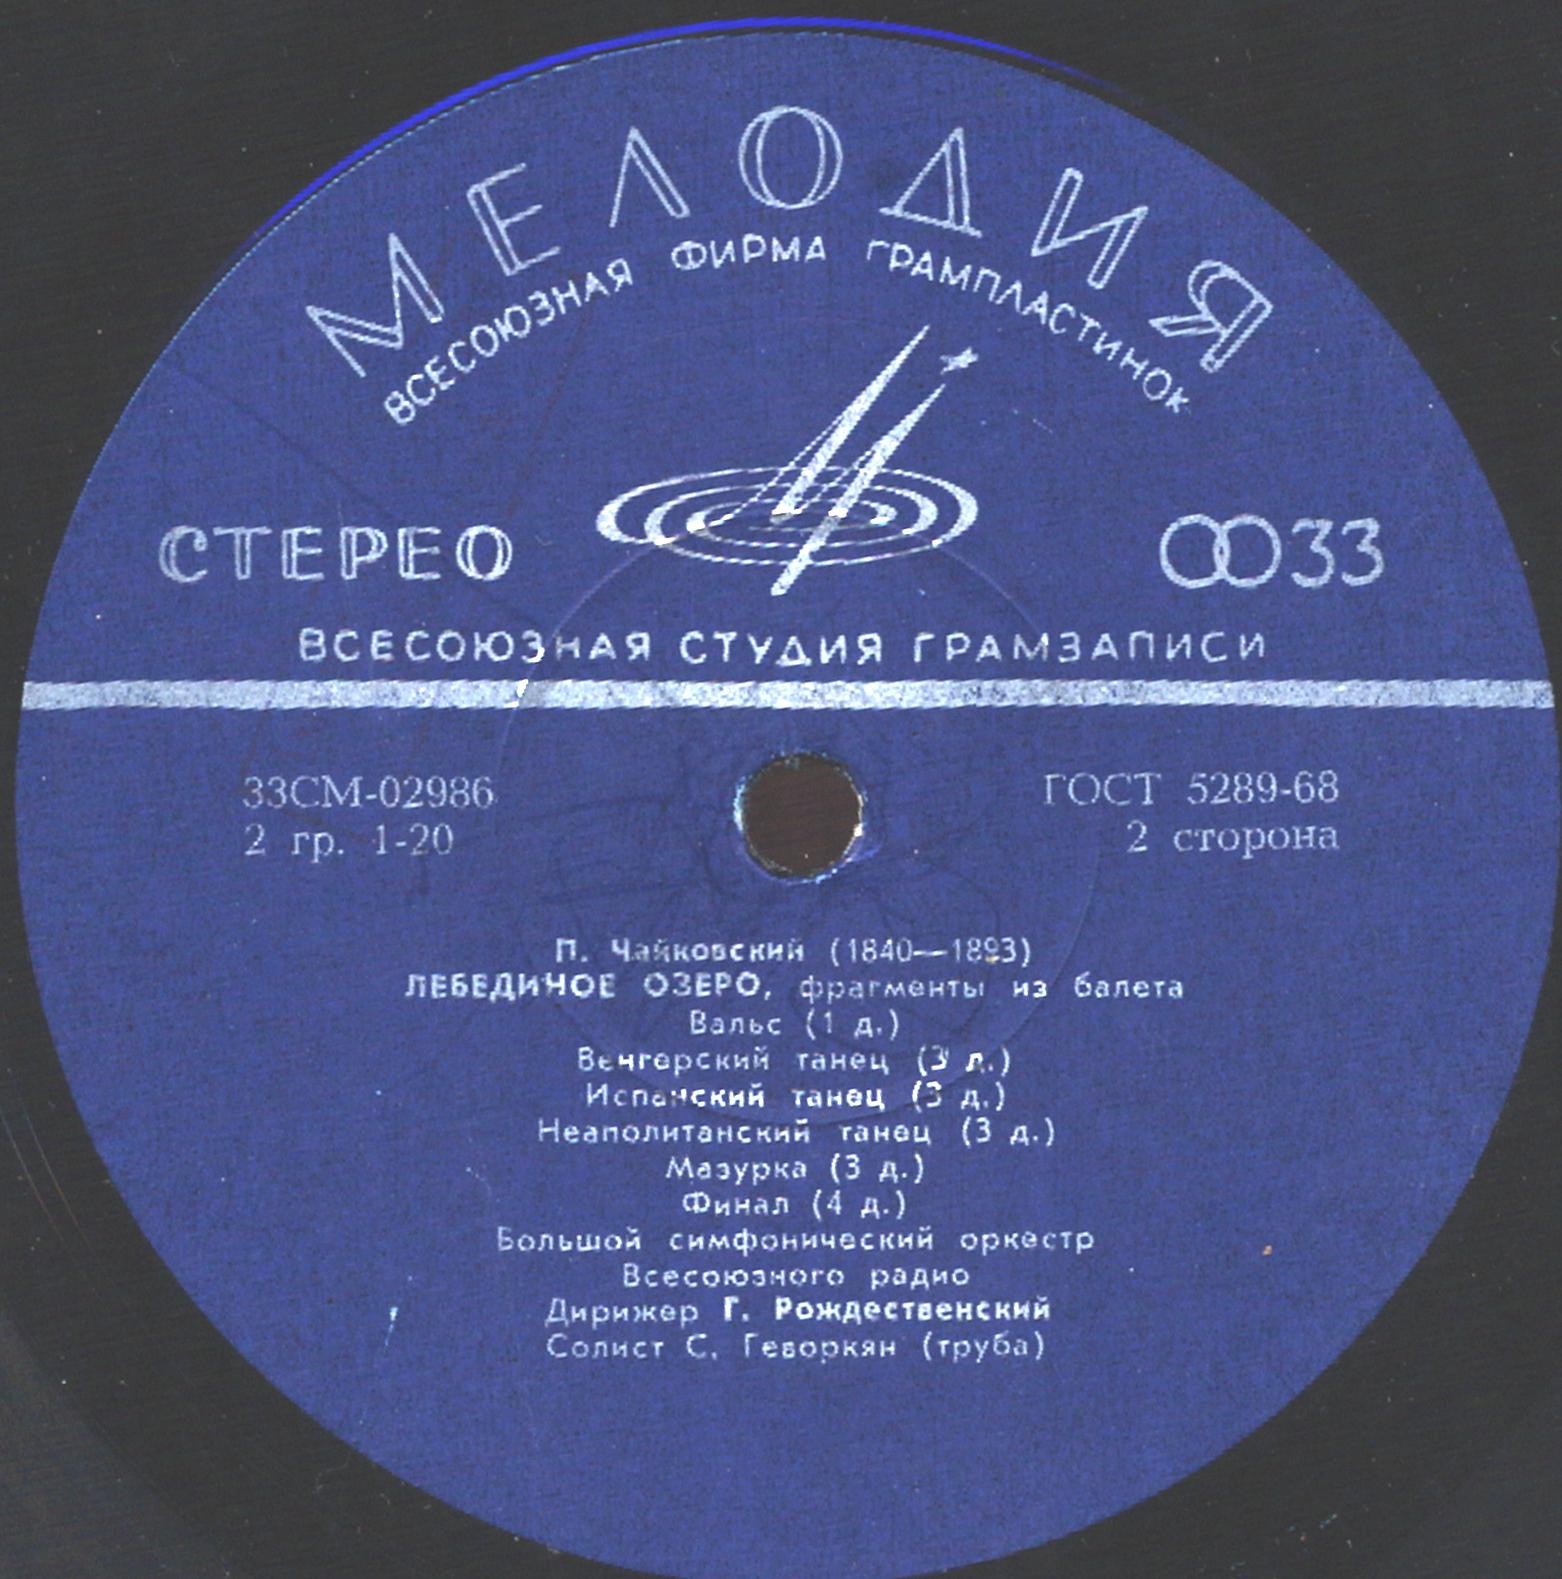 МЕЛОДИЯ
ВСЕСОЮЗНАЯ ФИРМА ГРАМПЛАСТИНОК
СТЕРЕО
33
ВСЕСОЮЗНАЯ СТУДИЯ ГРАМЗАПИСИ
33СМ-02986
ГОСТ 5289-68
2 гр. 1-20
2 сторона
П. Чайковский (1840—1893)
ЛЕБЕДИНОЕ ОЗЕРО, фрагменты из балета
Вальс (1 д.)
Венгерский танец (3 д.)
Испанский танец (3 д.)
Неаполитанский танец (3 д.)
Мазурка (3 д.)
Финал (4 д.)
Большой симфонический оркестр
Всесоюзного радио
Дирижер Г. Рождественский
Солист С. Геворкян (труба)